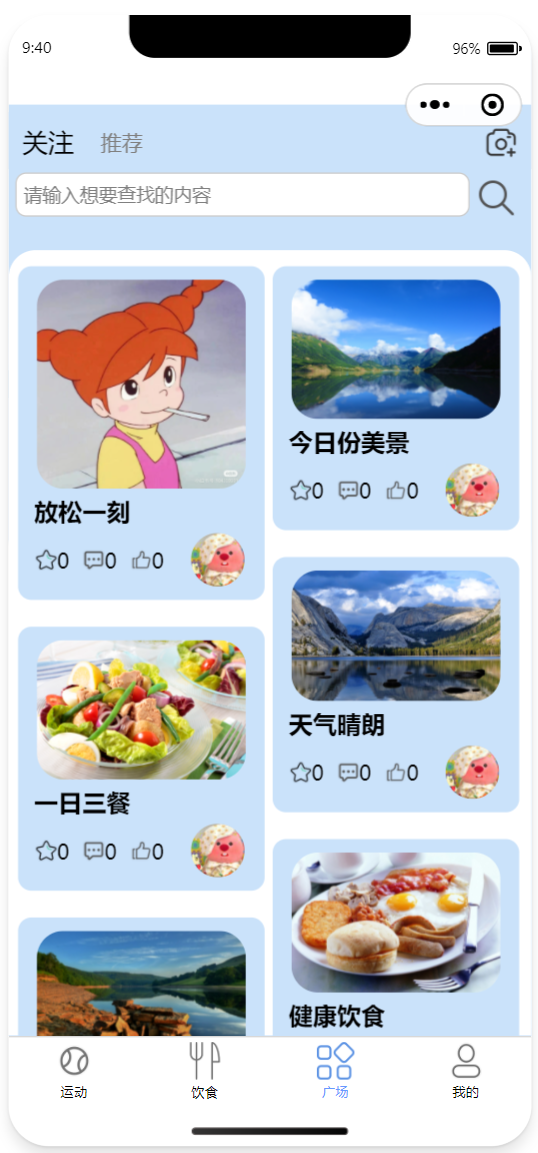 9:40
96%
关注 推荐
请输入想要查找的内容
放松一刻
0 0 0
今日份美景
0 0 0
一日三餐
0 0 0
天气晴朗
0 0 0
健康饮食
运动 饮食 广场 我的